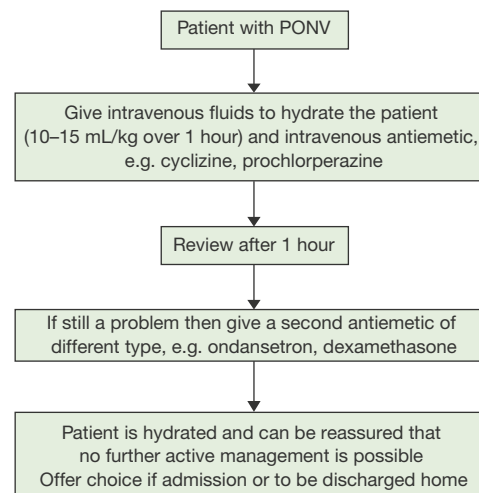 Patient with PONV
Give intravenous fluids to hydrate the patient
(10–15 mL/kg over 1 hour) and intravenous antiemetic,
e.g. cyclizine, prochlorperazine
Review after 1 hour
If still a problem then give a second antiemetic of
different type, e.g. ondansetron, dexamethasone
Patient is hydrated and can be reassured that
no further active management is possible
Offer choice if admission or to be discharged home